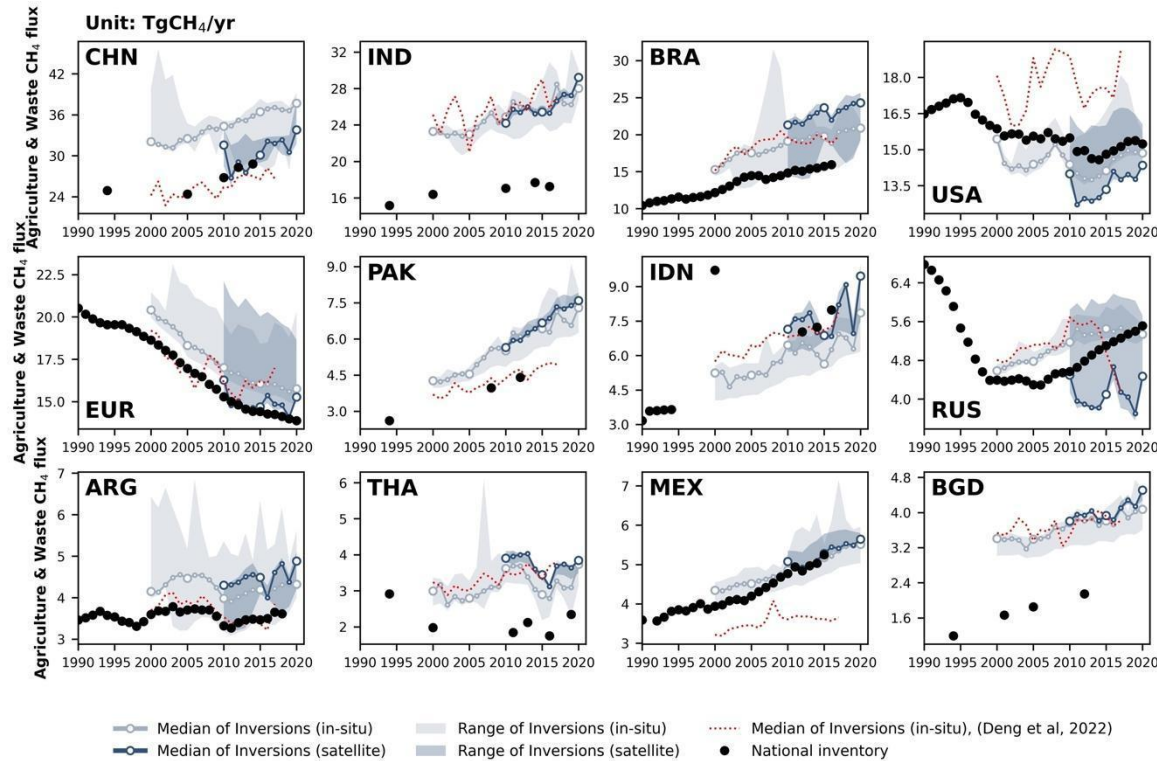 Unit: TgCH₄/yr
Agriculture & Waste CH₄ flux
CHN
42
36
30
24
1990 1995 2000 2005 2010 2015 2020
IND
32
28
24
20
16
1990 1995 2000 2005 2010 2015 2020
BRA
30
25
20
15
10
1990 1995 2000 2005 2010 2015 2020
USA
18.0
16.5
15.0
13.5
1990 1995 2000 2005 2010 2015 2020
Agriculture & Waste CH₄ flux
EUR
22.5
20.0
17.5
15.0
1990 1995 2000 2005 2010 2015 2020
PAK
9.0
7.5
6.0
4.5
3.0
1990 1995 2000 2005 2010 2015 2020
IDN
9.0
7.5
6.0
4.5
3.0
1990 1995 2000 2005 2010 2015 2020
RUS
6.4
5.6
4.8
4.0
1990 1995 2000 2005 2010 2015 2020
Agriculture & Waste CH₄ flux
ARG
7
6
5
4
3
1990 1995 2000 2005 2010 2015 2020
THA
6
5
4
3
2
1990 1995 2000 2005 2010 2015 2020
MEX
7
6
5
4
3
1990 1995 2000 2005 2010 2015 2020
BGD
4.8
4.0
3.2
2.4
1.6
1990 1995 2000 2005 2010 2015 2020
Median of Inversions (in-situ)
Median of Inversions (satellite)
Range of Inversions (in-situ)
Range of Inversions (satellite)
Median of Inversions (in-situ), (Deng et al, 2022)
National inventory